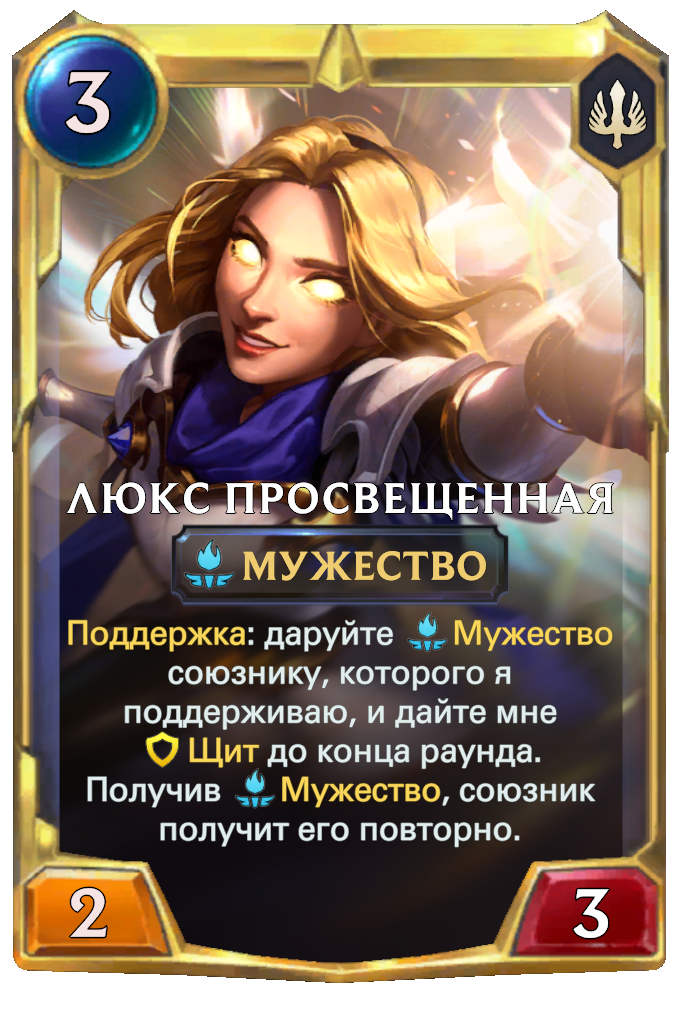 3
ЛЮКС ПРОСВЕЩЕННАЯ
МУЖЕСТВО
Поддержка: даруйте Мужество
союзнику, которого я
поддерживаю, и дайте мне
Щит до конца раунда.
Получив Мужество, союзник
получит его повторно.
2
3